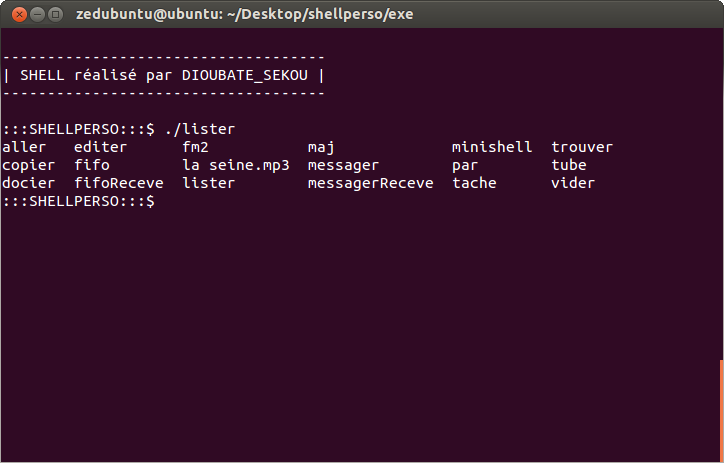 zedubuntu@ubuntu: ~/Desktop/shellperso/exe
------------------------------------
| SHELL réalisé par DIOUBATE_SEKOU |
------------------------------------
:::SHELLPERSO:::$ ./lister
aller   editer      fm2           maj             minishell  trouver
copier  fifo        la seine.mp3  messager        par        tube
docier  fifoReceve  lister        messagerReceve  tache      vider
:::SHELLPERSO:::$